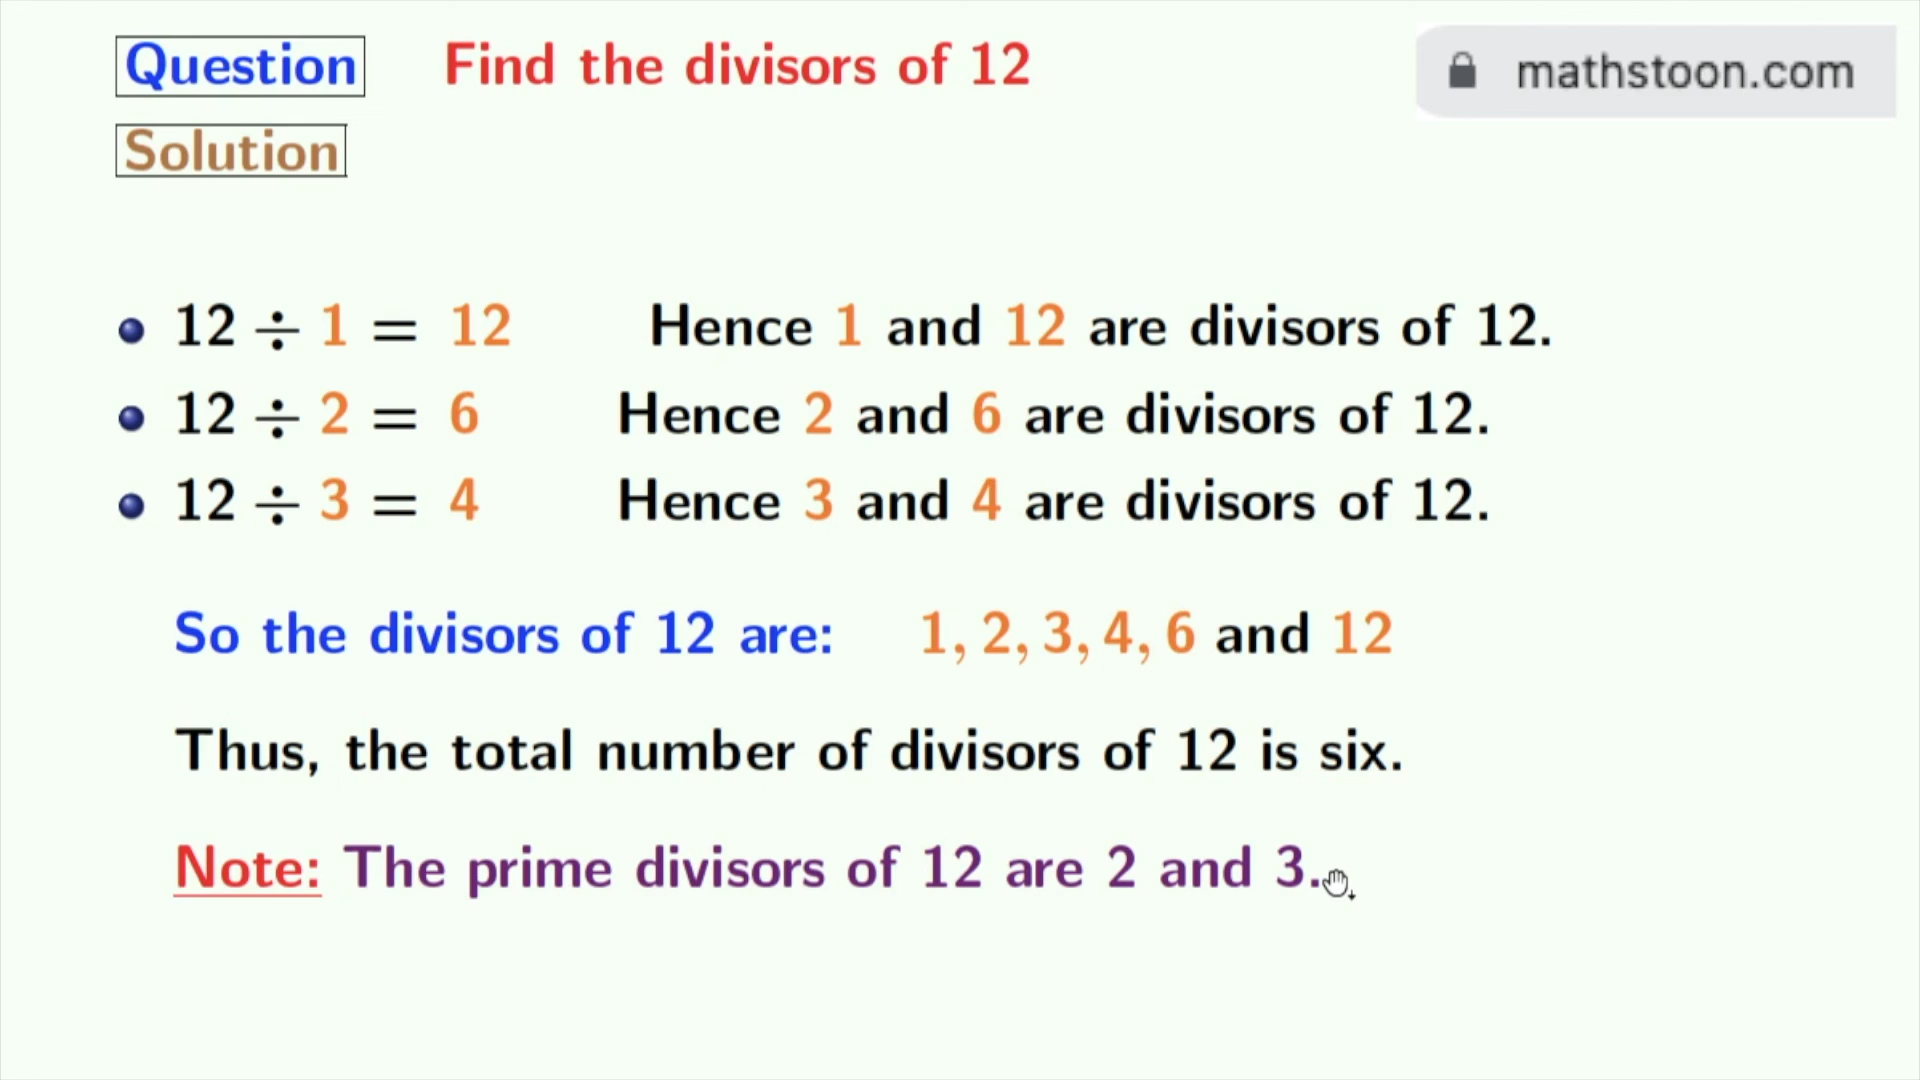 Question Find the divisors of 12
mathstoon.com
Solution
12 ÷ 1 = 12 Hence 1 and 12 are divisors of 12.
12 ÷ 2 = 6 Hence 2 and 6 are divisors of 12.
12 ÷ 3 = 4 Hence 3 and 4 are divisors of 12.
So the divisors of 12 are: 1, 2, 3, 4, 6 and 12
Thus, the total number of divisors of 12 is six.
Note: The prime divisors of 12 are 2 and 3.